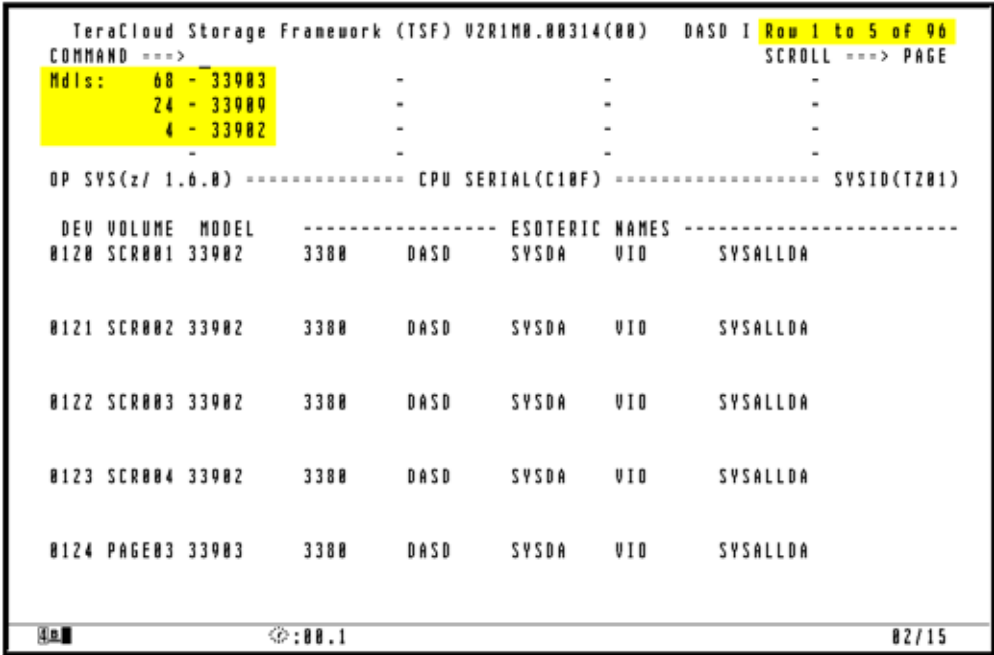 TeraCloud Storage Framework (TSF) V2R1M0.00314(00) DASD I Row 1 to 5 of 96
COMMAND ===> _ SCROLL ===> PAGE
Mdls: 68 - 33903 - - -
24 - 33909 - - -
4 - 33902 - - -
- - - -
OP SYS(z/ 1.6.0) ============== CPU SERIAL(C10F) ================== SYSID(TZ01)
DEV VOLUME MODEL ----------------- ESOTERIC NAMES ------------------------
0120 SCR001 33902 3380 DASD SYSDA VIO SYSALLDA
0121 SCR002 33902 3380 DASD SYSDA VIO SYSALLDA
0122 SCR003 33902 3380 DASD SYSDA VIO SYSALLDA
0123 SCR004 33902 3380 DASD SYSDA VIO SYSALLDA
0124 PAGE03 33903 3380 DASD SYSDA VIO SYSALLDA
:00.1 02/15